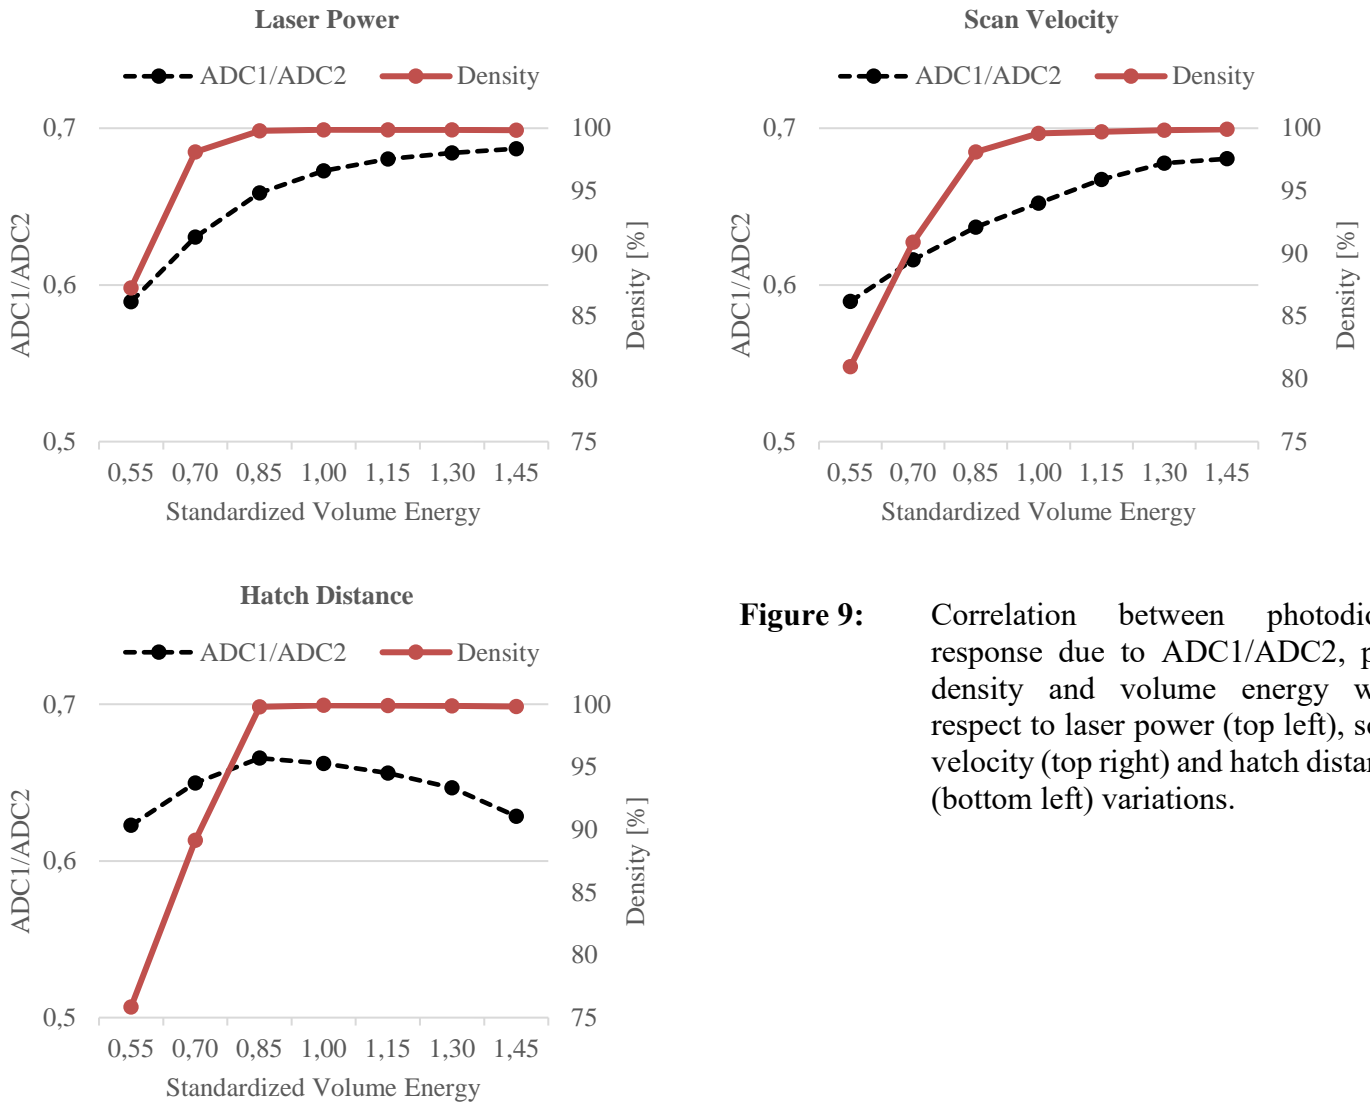 Laser Power
ADC1/ADC2 Density
0,7
0,6
0,5
100
95
90
85
80
75
ADC1/ADC2
Density [%]
0,55 0,70 0,85 1,00 1,15 1,30 1,45
Standardized Volume Energy
Scan Velocity
ADC1/ADC2 Density
0,7
0,6
0,5
100
95
90
85
80
75
ADC1/ADC2
Density [%]
0,55 0,70 0,85 1,00 1,15 1,30 1,45
Standardized Volume Energy
Hatch Distance
ADC1/ADC2 Density
0,7
0,6
0,5
100
95
90
85
80
75
ADC1/ADC2
Density [%]
0,55 0,70 0,85 1,00 1,15 1,30 1,45
Standardized Volume Energy
Figure 9: Correlation between
response due to ADC1/ADC2,
density and volume energy
respect to laser power (top left),
velocity (top right) and hatch
(bottom left) variations.